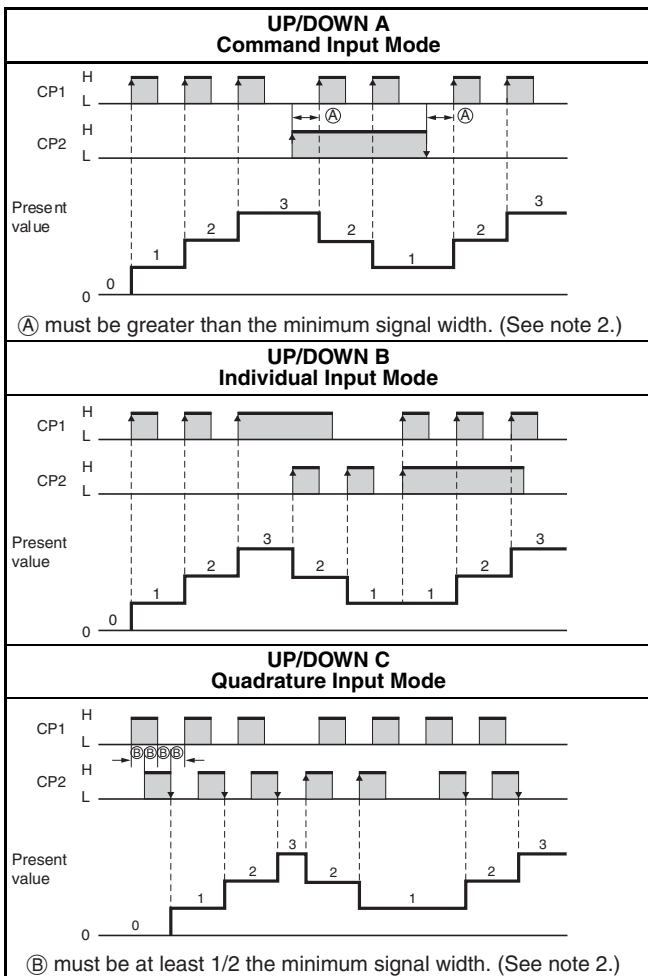 UP/DOWN A
Command Input Mode
CP1 H
L
Ⓐ Ⓐ
CP2 H
L
Present
value
0 1 2 3 2 1 2 3
0
Ⓐ must be greater than the minimum signal width. (See note 2.)
UP/DOWN B
Individual Input Mode
CP1 H
L
CP2 H
L
Present
value
0 1 2 3 2 1 1 2 3
0
UP/DOWN C
Quadrature Input Mode
CP1 H
L
Ⓑ Ⓑ Ⓑ Ⓑ
CP2 H
L
Present
value
0 1 2 3 2 1 2 3
0
Ⓑ must be at least 1/2 the minimum signal width. (See note 2.)